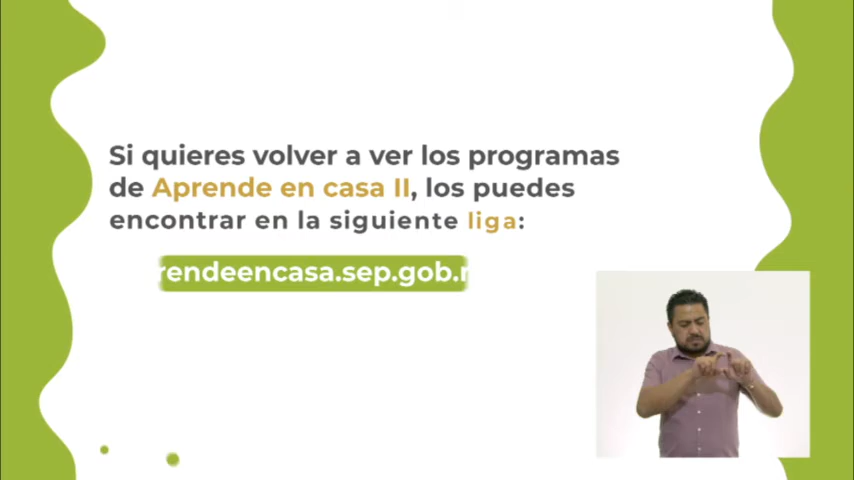 Si quieres volver a ver los programas
de Aprende en casa II, los puedes
encontrar en la siguiente liga:
rendeencasa.sep.gob.